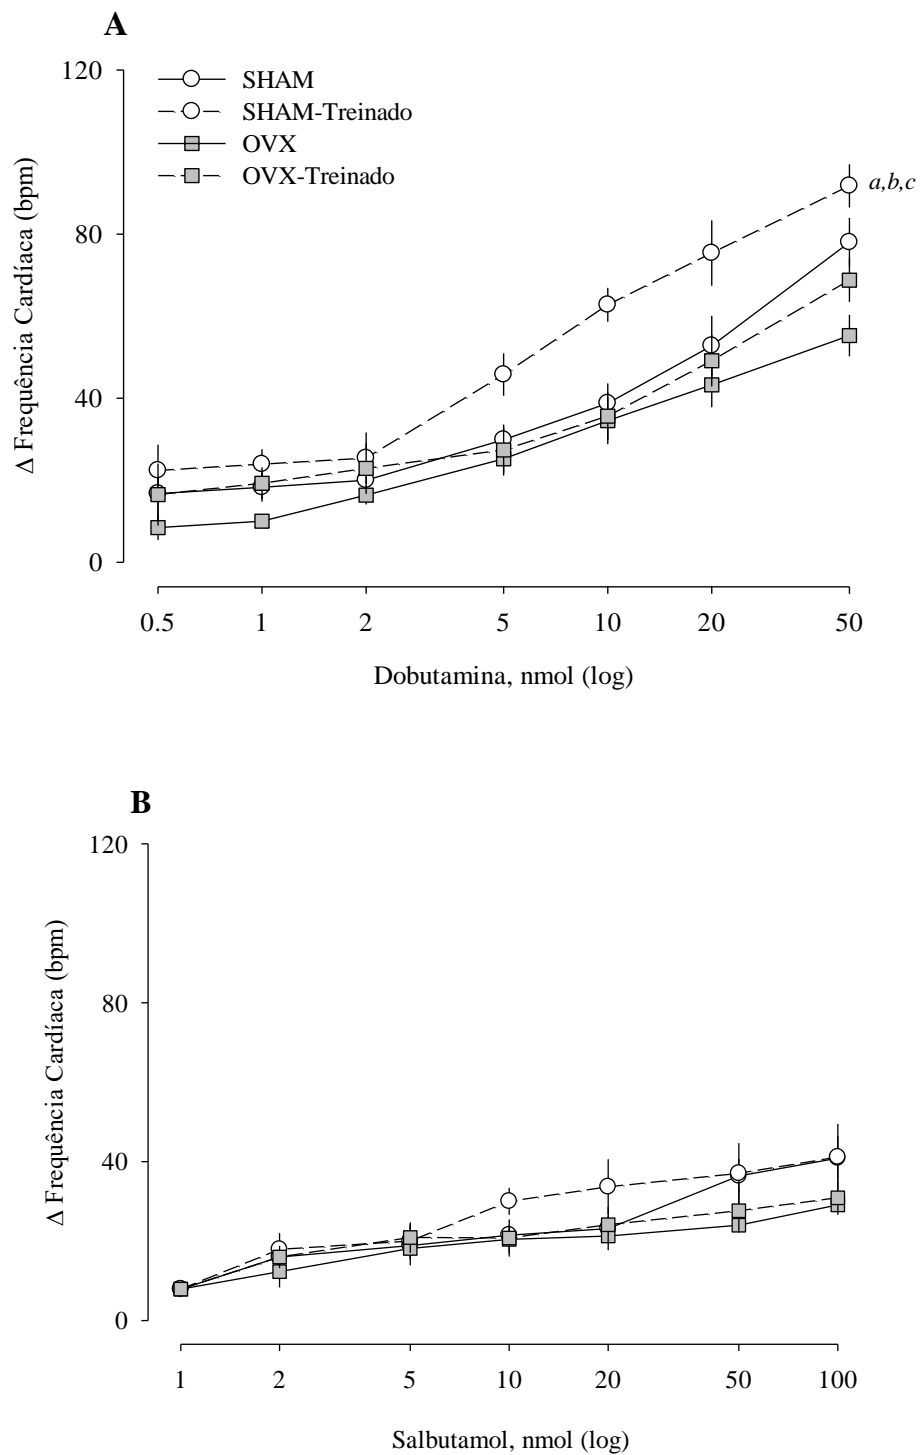 A
120
80
40
0
Δ Frequência Cardíaca (bpm)
SHAM
SHAM-Treinado
OVX
OVX-Treinado
a,b,c
0.5 1 2 5 10 20 50
Dobutamina, nmol (log)
B
120
80
40
0
Δ Frequência Cardíaca (bpm)
1 2 5 10 20 50 100
Salbutamol, nmol (log)